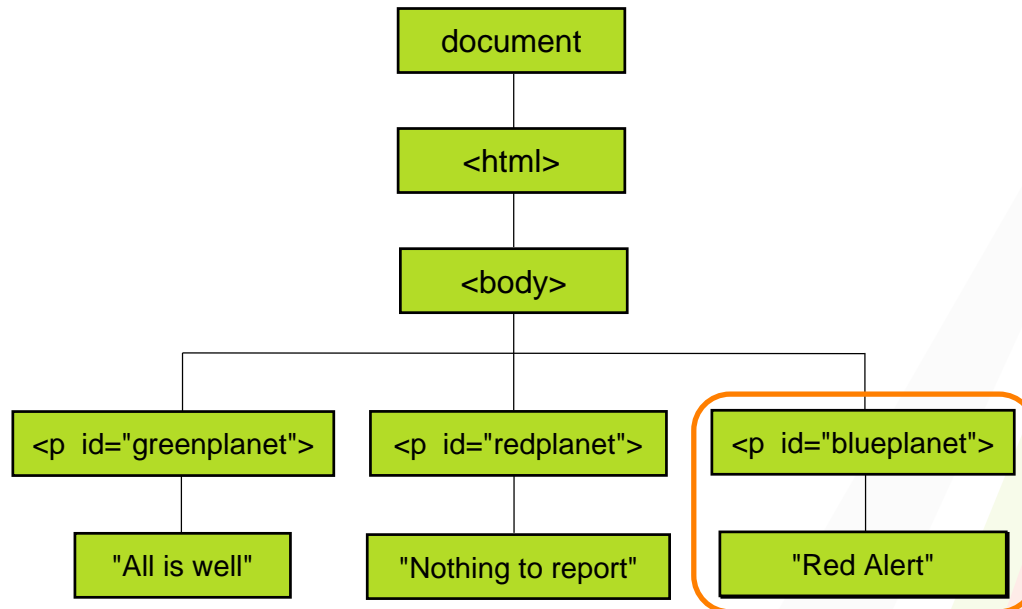 document
<html>
<body>
<p id="greenplanet">
<p id="redplanet">
<p id="blueplanet">
"All is well"
"Nothing to report"
"Red Alert"